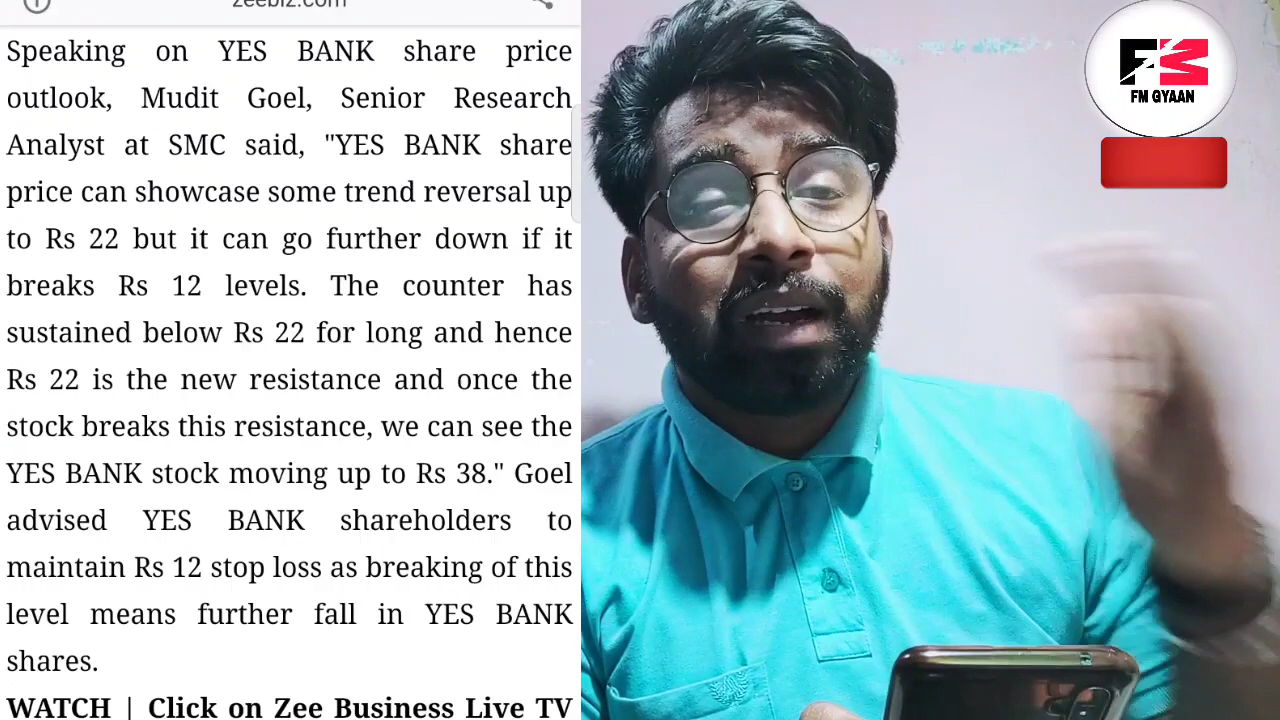 zeebiz.com
Speaking on YES BANK share price
outlook, Mudit Goel, Senior Research
Analyst at SMC said, "YES BANK share
price can showcase some trend reversal up
to Rs 22 but it can go further down if it
breaks Rs 12 levels. The counter has
sustained below Rs 22 for long and hence
Rs 22 is the new resistance and once the
stock breaks this resistance, we can see the
YES BANK stock moving up to Rs 38." Goel
advised YES BANK shareholders to
maintain Rs 12 stop loss as breaking of this
level means further fall in YES BANK
shares.
WATCH | Click on Zee Business Live TV
FM
FM GYAAN